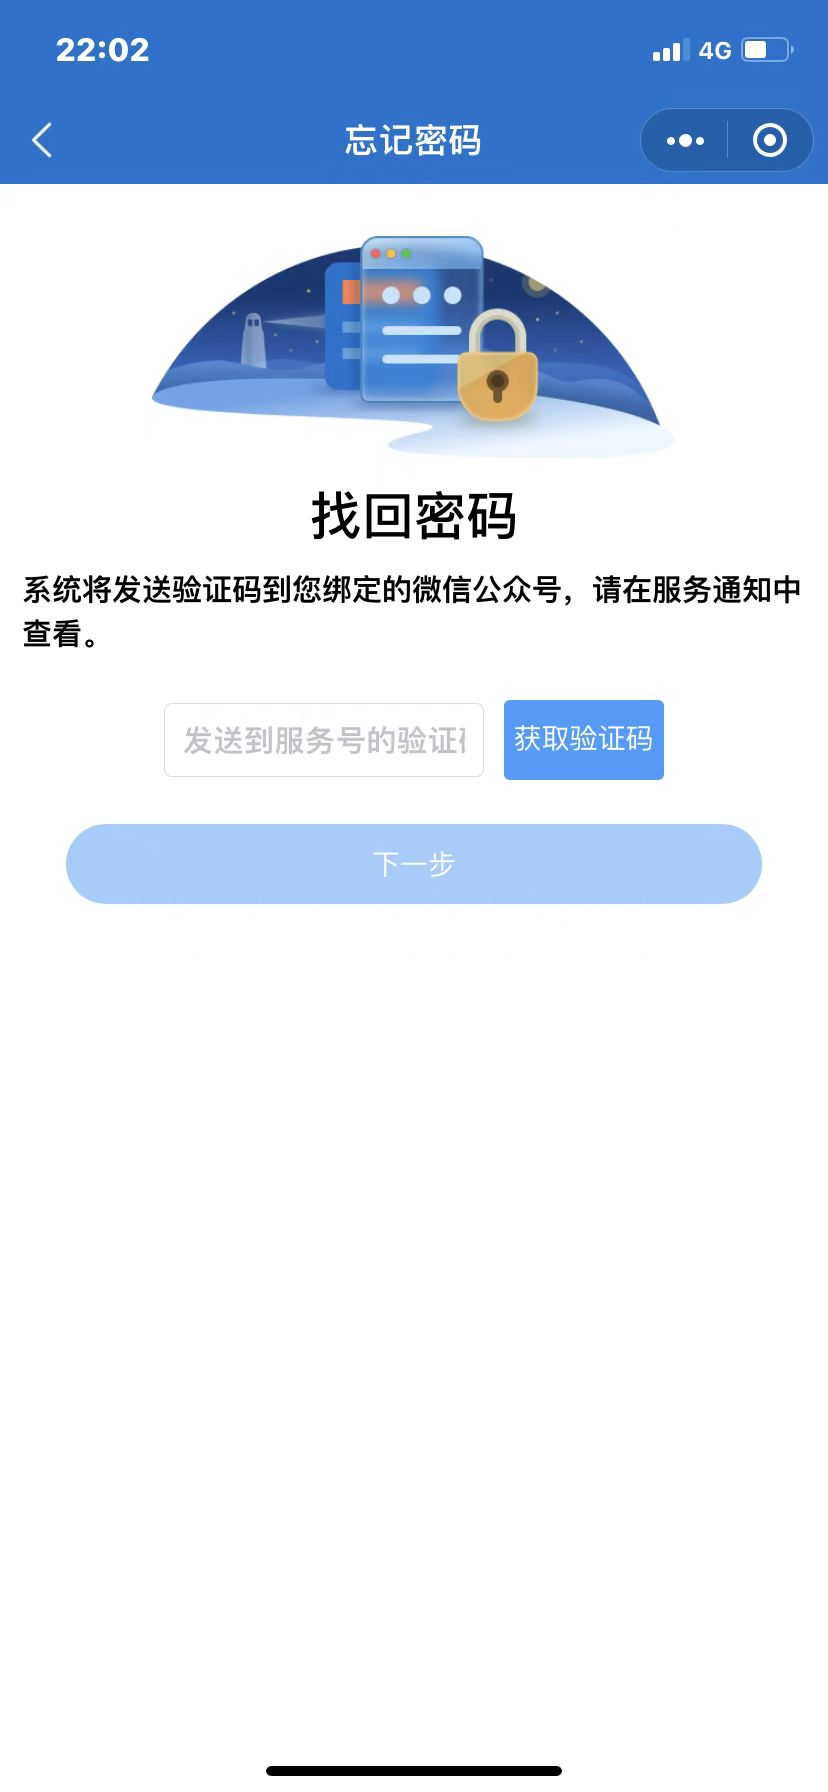 22:02
4G
忘记密码
找回密码
系统将发送验证码到您绑定的微信公众号，请在服务通知中
查看。
发送到服务号的验证
获取验证码
下一步